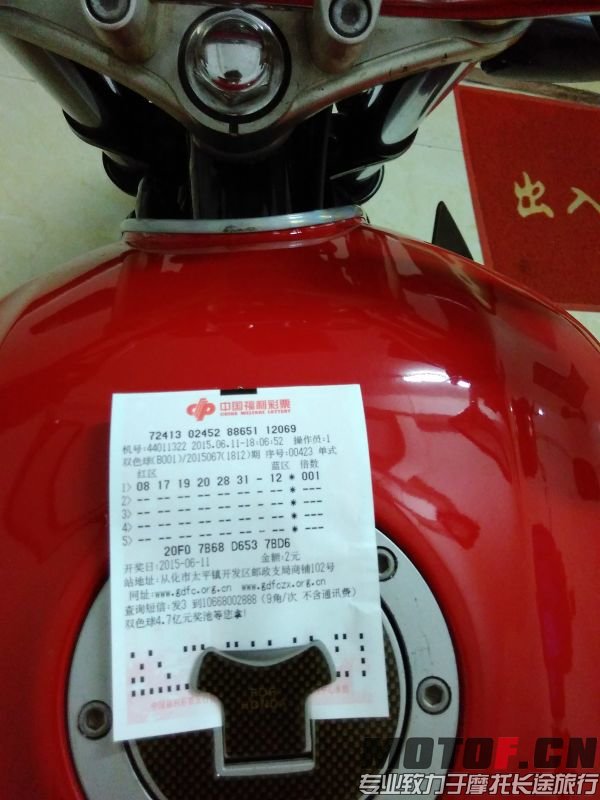 出入
中国福利彩票
CHINA WELFARE LOTTERY
72413 02452 88651 12069
机号:44011322 2015.06.11-18:06:52 操作员:1
双色球(B001)/2015067(1812)期 序号:00423 单式
红区 蓝区 倍数
1) 08 17 19 20 28 31 - 12 * 001
2) -- -- -- -- -- -- - -- *
3) -- -- -- -- -- -- - -- *
4) -- -- -- -- -- -- - -- *
5) -- -- -- -- -- -- - -- *
20F0 7B68 D653 7BD6
开奖日:2015-06-11 金额:2元
站地址:从化市太平镇开发区邮政支局商铺102号
网址:www.gdfc.org.cn www.gdfczx.org.cn
查询短信:发3 到10668002888 (9角/次 不含通讯费)
双色球4.7亿元奖池等您拿!
FOR
HONDA
MOTOF.CN
专业致力于摩托长途旅行